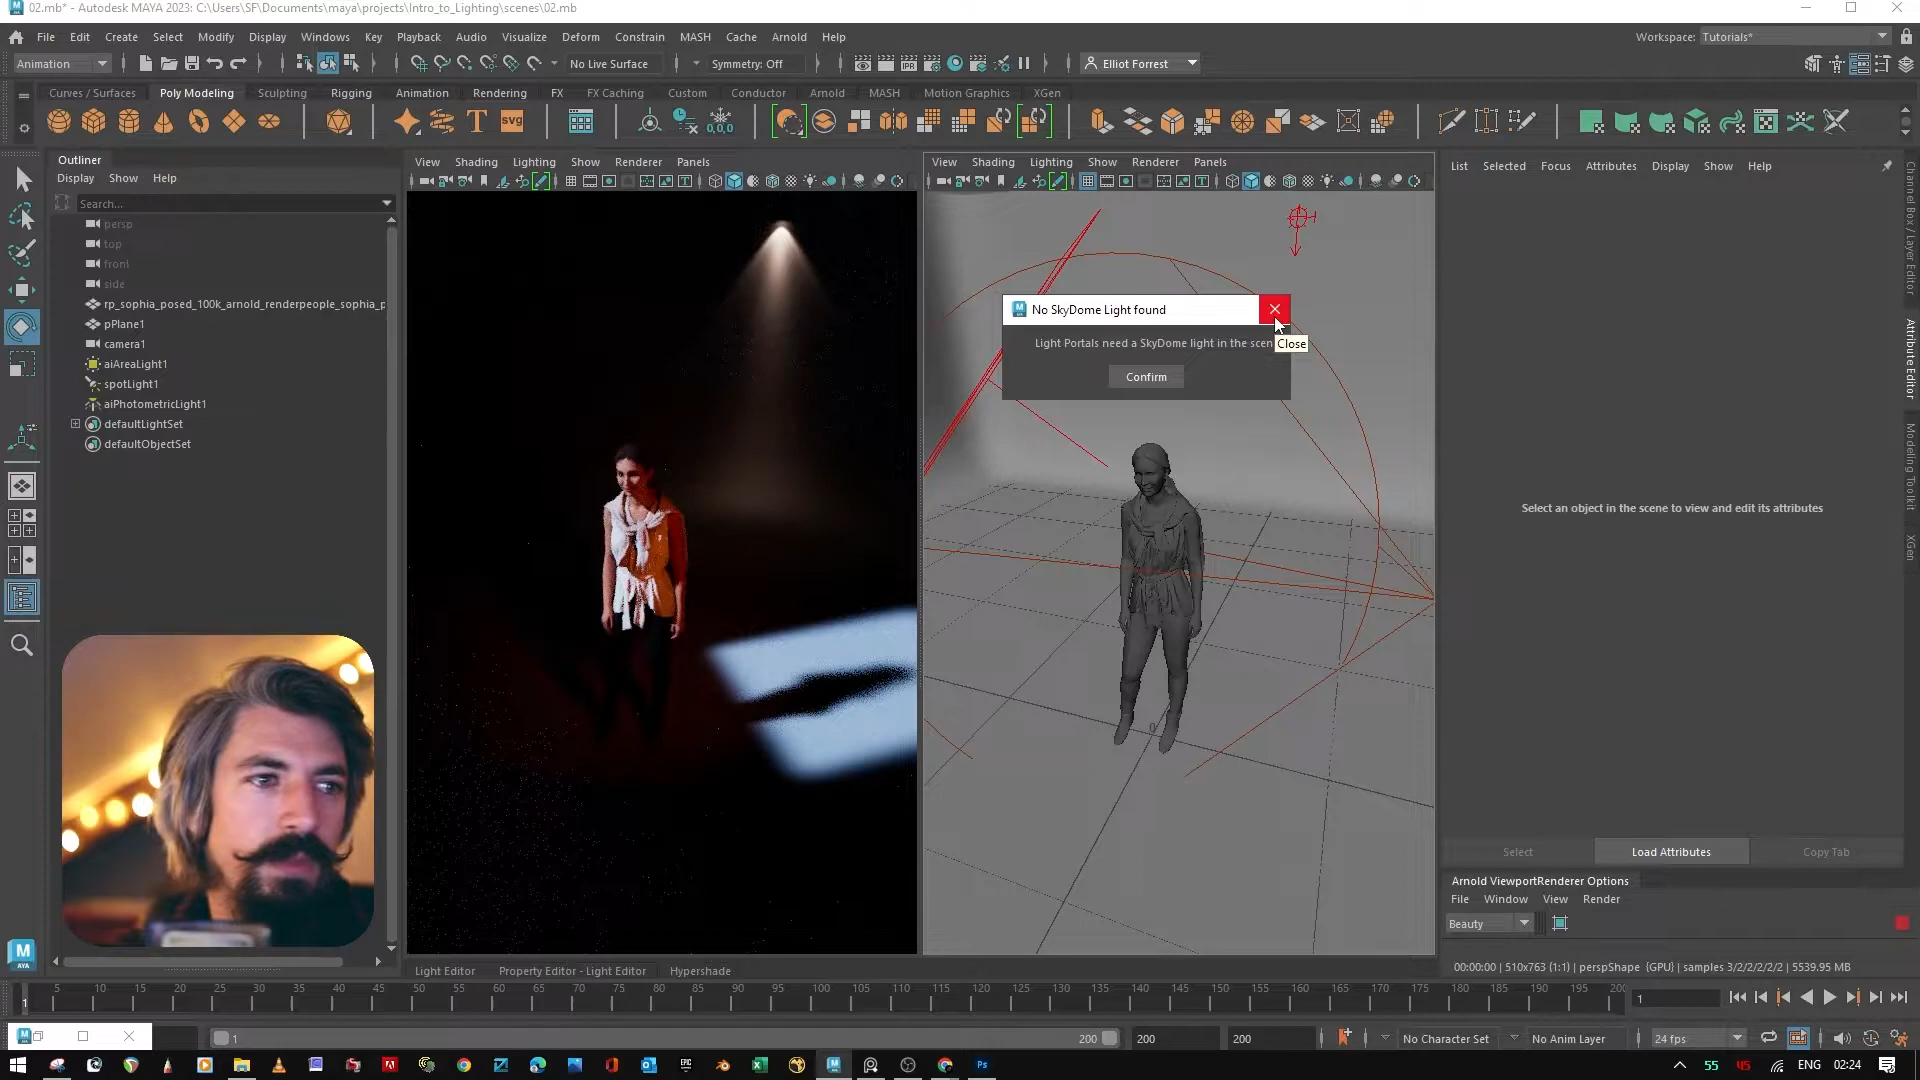 02.mb* - Autodesk MAYA 2023: C:\Users\SF\Documents\maya\projects\Intro_to_Lighting\scenes\02.mb
File Edit Create Select Modify Display Windows Key Playback Audio Visualize Deform Constrain MASH Cache Arnold Help
Workspace: Tutorials*
Animation
No Live Surface
Symmetry: Off
IPR
Elliot Forrest
Curves / Surfaces Poly Modeling Sculpting Rigging Animation Rendering FX FX Caching Custom Conductor Arnold MASH Motion Graphics XGen
T
svg
0,0,0
Outliner
Display Show Help
Search...
persp
top
front
side
rp_sophia_posed_100k_arnold_renderpeople_sophia_p
pPlane1
camera1
aiAreaLight1
spotLight1
aiPhotometricLight1
defaultLightSet
defaultObjectSet
View Shading Lighting Show Renderer Panels
View Shading Lighting Show Renderer Panels
No SkyDome Light found
Light Portals need a SkyDome light in the scen
Close
Confirm
0
List Selected Focus Attributes Display Show Help
Select an object in the scene to view and edit its attributes
Select
Load Attributes
Copy Tab
Arnold ViewportRenderer Options
File Window View Render
Beauty
00:00:00 | 510x763 (1:1) | perspShape {GPU} | samples 3/2/2/2/2/2 | 5539.95 MB
Channel Box / Layer Editor
Attribute Editor
Modeling Toolkit
XGen
M
AYA
Light Editor
Property Editor - Light Editor
Hypershade
1 5 10 15 20 25 30 35 40 45 50 55 60 65 70 75 80 85 90 95 100 105 110 115 120 125 130 135 140 145 150 155 160 165 170 175 180 185 190 195 200
1
1
200
200
200
No Character Set
No Anim Layer
24 fps
EPIC
Ps
55
45
ENG
02:24